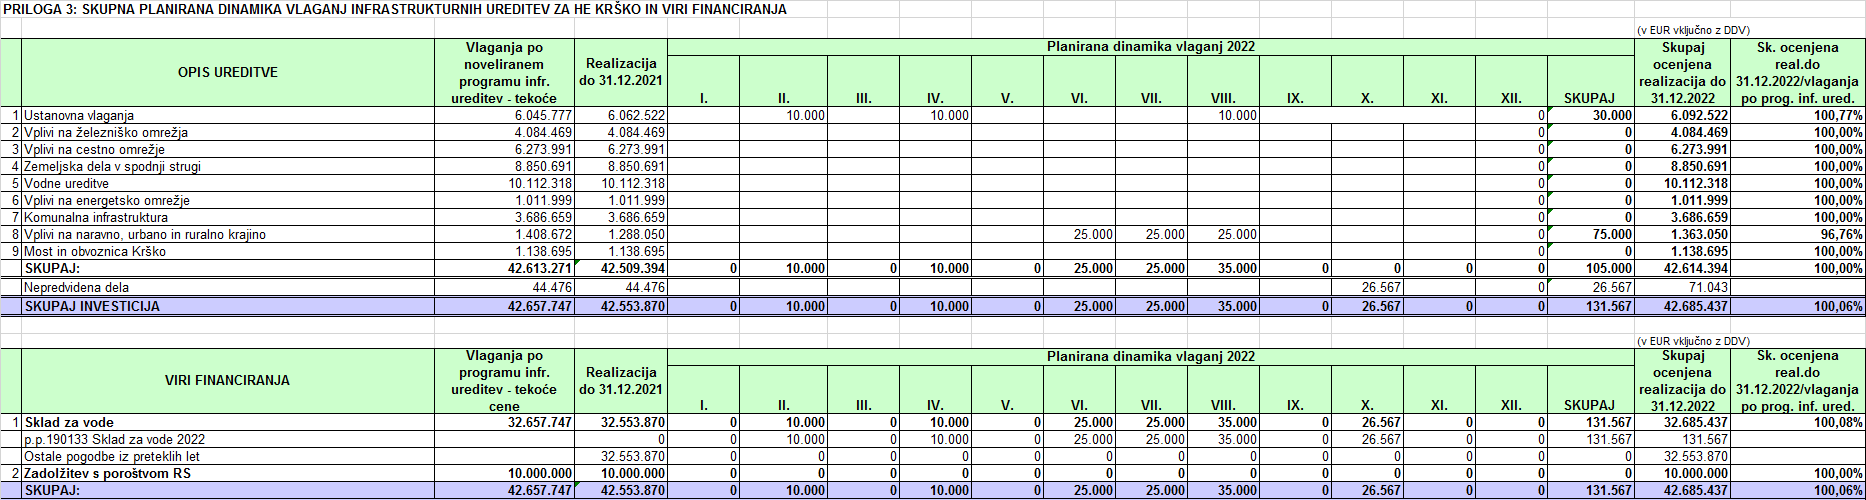 PRILOGA 3: SKUPNA PLANIRANA DINAMIKA VLAGANJ INFRASTRUKTURNIH UREDITEV ZA HE KRŠKO IN VIRI FINANCIRANJA
(v EUR vključno z DDV)
OPIS UREDITVE
Vlaganja po noveliranem programu infr. ureditev - tekoče
Realizacija do 31.12.2021
Planirana dinamika vlaganj 2022
I. II. III. IV. V. VI. VII. VIII. IX. X. XI. XII. SKUPAJ
Skupaj ocenjena realizacija do 31.12.2022
Sk. ocenjena real.do 31.12.2022/vlaganja po prog. inf. ured.
1 Ustanovna vlaganja 6.045.777 6.062.522 10.000 10.000 10.000 0 30.000 6.092.522 100,77%
2 Vplivi na železniško omrežja 4.084.469 4.084.469 0 0 4.084.469 100,00%
3 Vplivi na cestno omrežje 6.273.991 6.273.991 0 0 6.273.991 100,00%
4 Zemeljska dela v spodnji strugi 8.850.691 8.850.691 0 0 8.850.691 100,00%
5 Vodne ureditve 10.112.318 10.112.318 0 0 10.112.318 100,00%
6 Vplivi na energetsko omrežje 1.011.999 1.011.999 0 0 1.011.999 100,00%
7 Komunalna infrastruktura 3.686.659 3.686.659 0 0 3.686.659 100,00%
8 Vplivi na naravno, urbano in ruralno krajino 1.408.672 1.288.050 25.000 25.000 25.000 0 75.000 1.363.050 96,76%
9 Most in obvoznica Krško 1.138.695 1.138.695 0 0 1.138.695 100,00%
SKUPAJ: 42.613.271 42.509.394 0 10.000 0 10.000 0 25.000 25.000 35.000 0 0 0 0 105.000 42.614.394 100,00%
Nepredvidena dela 44.476 44.476 26.567 0 26.567 71.043
SKUPAJ INVESTICIJA 42.657.747 42.553.870 0 10.000 0 10.000 0 25.000 25.000 35.000 0 26.567 0 0 131.567 42.685.437 100,06%
(v EUR vključno z DDV)
VIRI FINANCIRANJA
Vlaganja po programu infr. ureditev - tekoče cene
Realizacija do 31.12.2021
Planirana dinamika vlaganj 2022
I. II. III. IV. V. VI. VII. VIII. IX. X. XI. XII. SKUPAJ
Skupaj ocenjena realizacija do 31.12.2022
Sk. ocenjena real.do 31.12.2022/vlaganja po prog. inf. ured.
1 Sklad za vode 32.657.747 32.553.870 0 10.000 0 10.000 0 25.000 25.000 35.000 0 26.567 0 0 131.567 32.685.437 100,08%
p.p.190133 Sklad za vode 2022 0 0 10.000 0 10.000 0 25.000 25.000 35.000 0 26.567 0 0 131.567 131.567
Ostale pogodbe iz preteklih let 32.553.870 0 0 0 0 0 0 0 0 0 0 0 0 0 32.553.870
2 Zadolžitev s poroštvom RS 10.000.000 10.000.000 0 0 0 0 0 0 0 0 0 0 0 0 0 10.000.000 100,00%
SKUPAJ: 42.657.747 42.553.870 0 10.000 0 10.000 0 25.000 25.000 35.000 0 26.567 0 0 131.567 42.685.437 100,06%